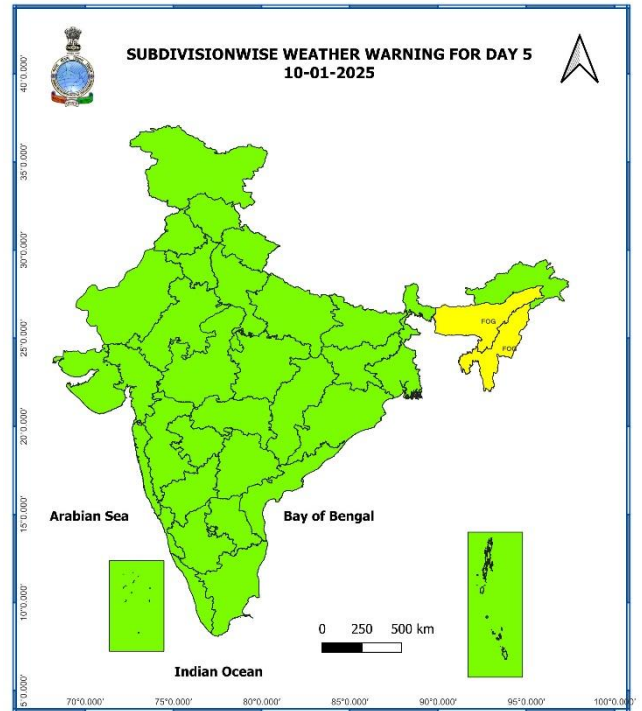 SUBDIVISIONWISE WEATHER WARNING FOR DAY 5
10-01-2025
40°0.000'
35°0.000'
30°0.000'
25°0.000'
20°0.000'
15°0.000'
10°0.000'
5°0.000'
FOG
FOG
Arabian Sea
Bay of Bengal
0 250 500 km
Indian Ocean
70°0.000' 75°0.000' 80°0.000' 85°0.000' 90°0.000' 95°0.000' 100°0.000'